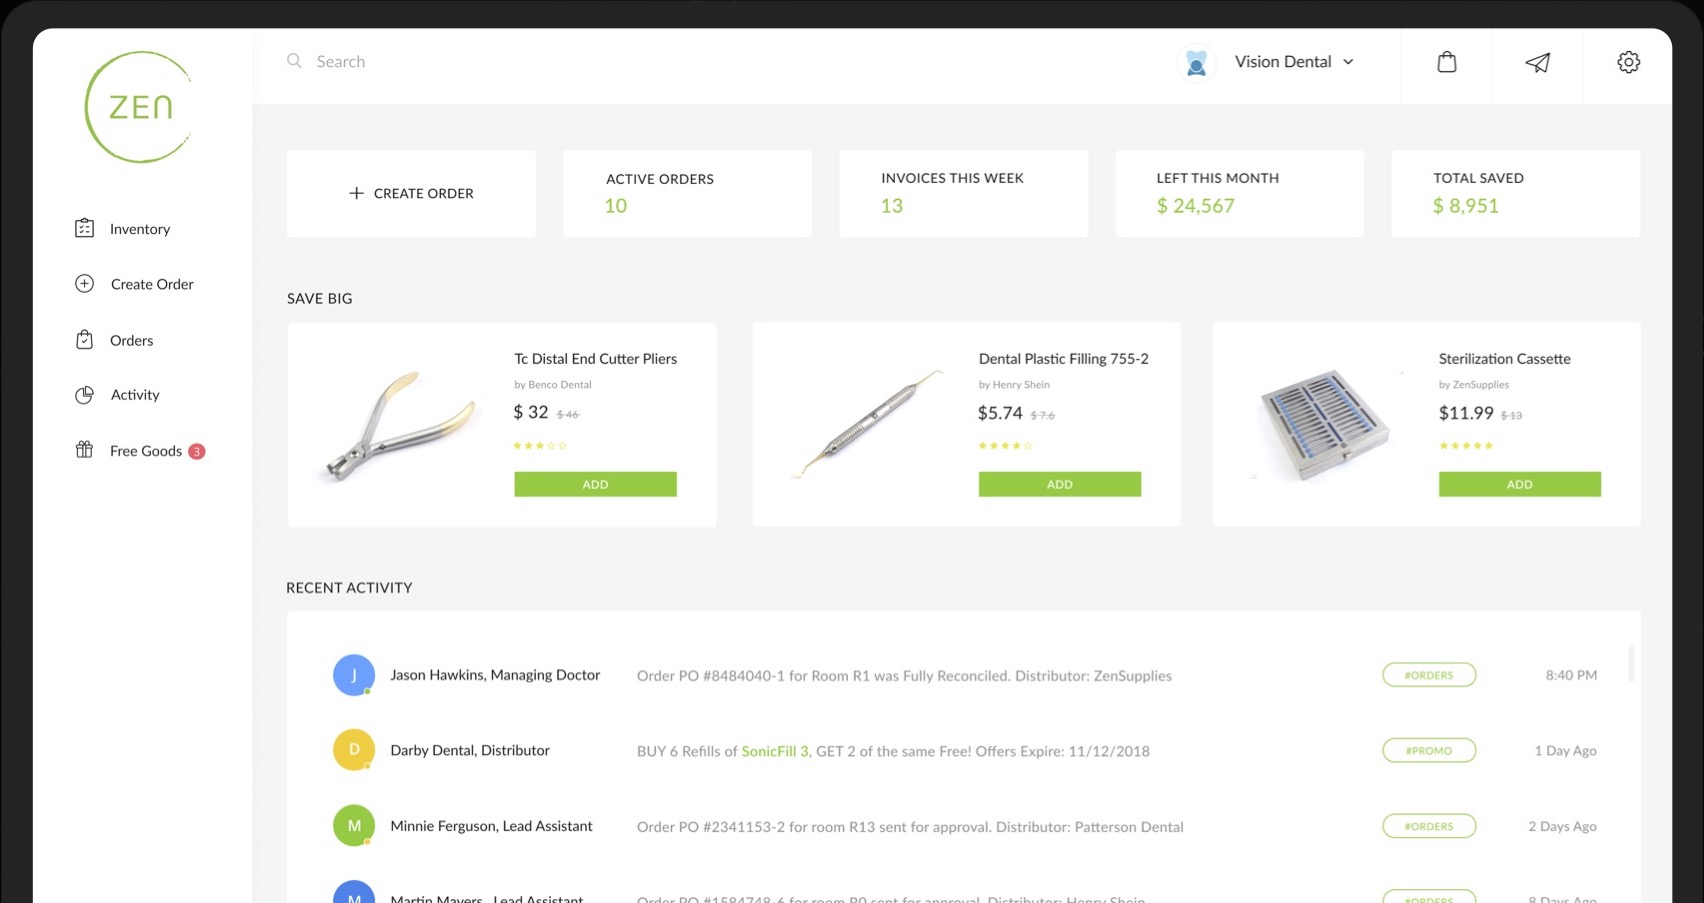 ZEN
Search
Vision Dental
Inventory
Create Order
Orders
Activity
Free Goods 3
CREATE ORDER
ACTIVE ORDERS
10
INVOICES THIS WEEK
13
LEFT THIS MONTH
$ 24,567
TOTAL SAVED
$ 8,951
SAVE BIG
Tc Distal End Cutter Pliers
by Benco Dental
$ 32 $ 46
ADD
Dental Plastic Filling 755-2
by Henry Shein
$5.74 $ 7.6
ADD
Sterilization Cassette
by ZenSupplies
$11.99 $ 13
ADD
RECENT ACTIVITY
J Jason Hawkins, Managing Doctor Order PO #8484040-1 for Room R1 was Fully Reconciled. Distributor: ZenSupplies #ORDERS 8:40 PM
D Darby Dental, Distributor BUY 6 Refills of SonicFill 3, GET 2 of the same Free! Offers Expire: 11/12/2018 #PROMO 1 Day Ago
M Minnie Ferguson, Lead Assistant Order PO #2341153-2 for room R13 sent for approval. Distributor: Patterson Dental #ORDERS 2 Days Ago
M Martin Mayers, Lead Assistant Order PO #1584748-6 for room R0 sent for approval. Distributor: Henry Shein #ORDERS 8 Days Ago